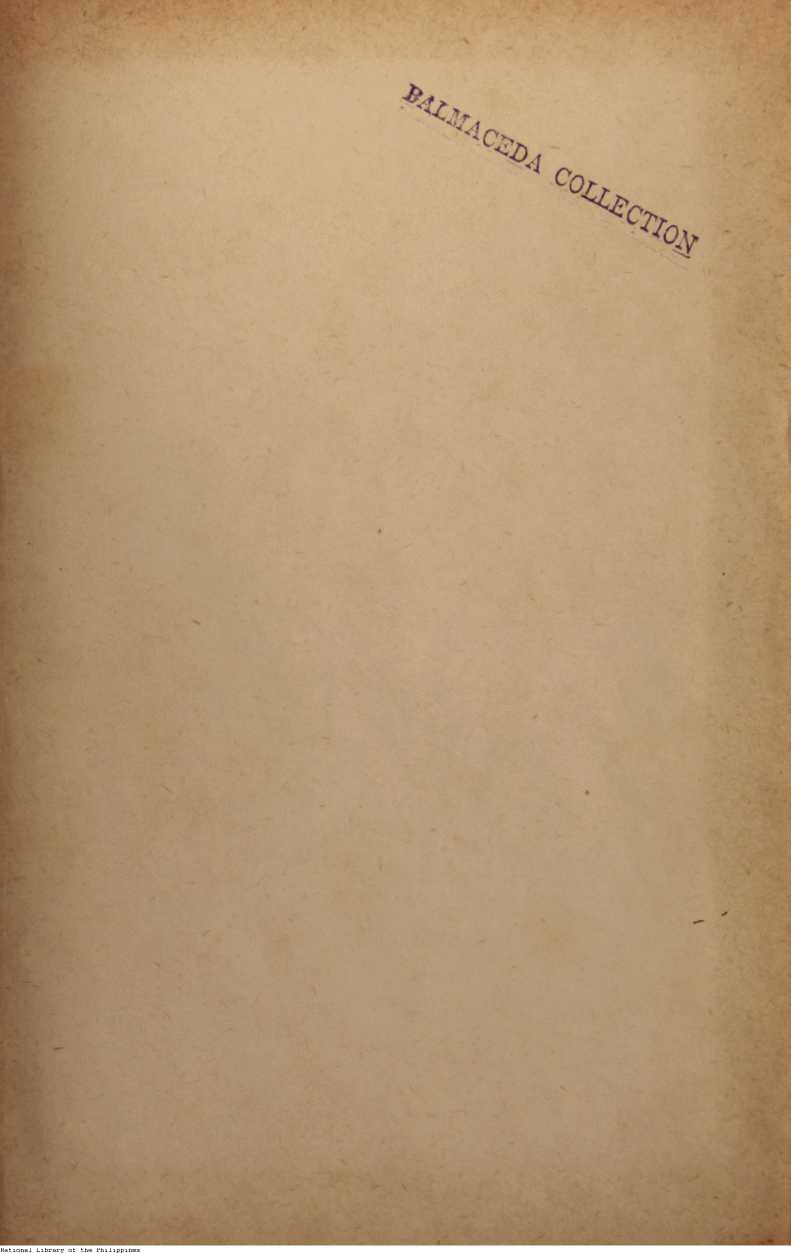 BALMACEDA COLLECTION
National Library of the Philippines